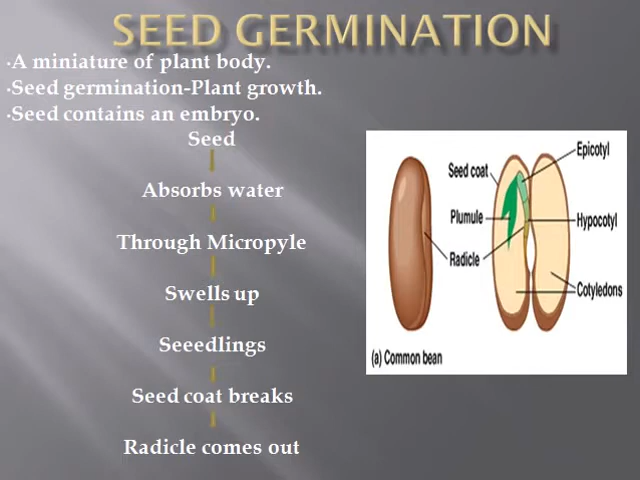 SEED GERMINATION
•A miniature of plant body.
•Seed germination-Plant growth.
•Seed contains an embryo.
Seed
Absorbs water
Through Micropyle
Swells up
Seeedlings
Seed coat breaks
Radicle comes out
Epicotyl
Seed coat
Plumule
Hypocotyl
Radicle
Cotyledons
(a) Common bean